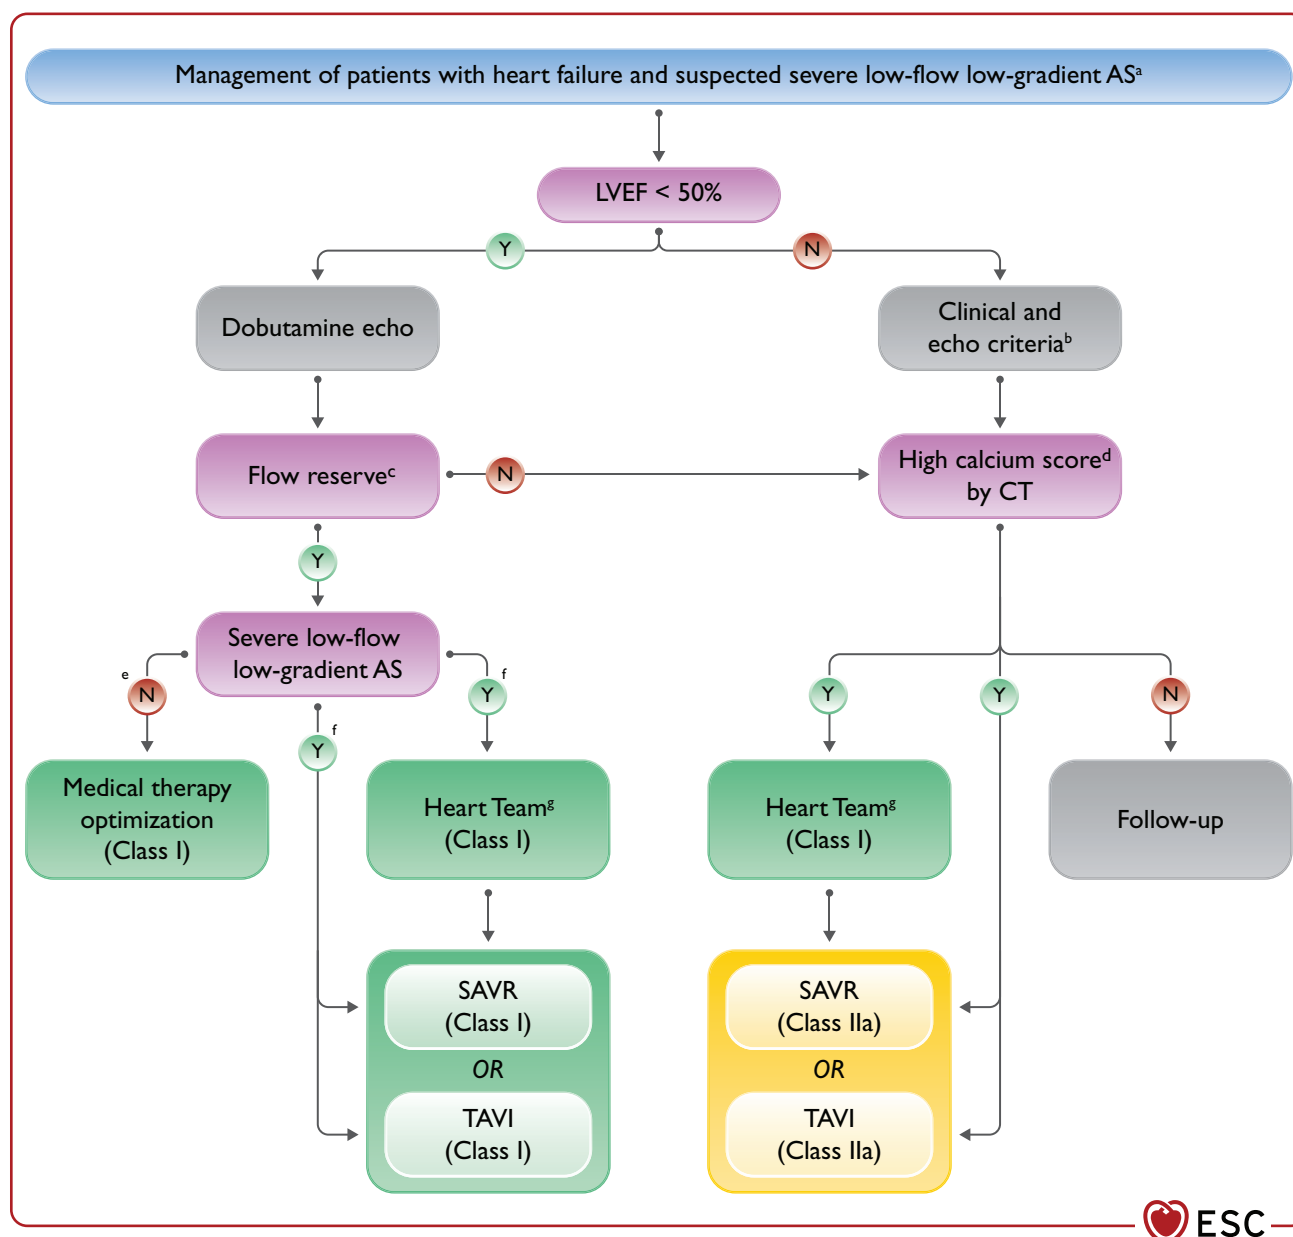 Management of patients with heart failure and suspected severe low-flow low-gradient ASa
LVEF < 50%
Y
N
Dobutamine echo
Clinical and
echo criteriab
Flow reservec
N
High calcium scored
by CT
Y
Severe low-flow
low-gradient AS
e
N
Y
f
Y
f
Y
Y
N
Medical therapy
optimization
(Class I)
Heart Teamg
(Class I)
Heart Teamg
(Class I)
Follow-up
SAVR
(Class I)
OR
TAVI
(Class I)
SAVR
(Class IIa)
OR
TAVI
(Class IIa)
ESC